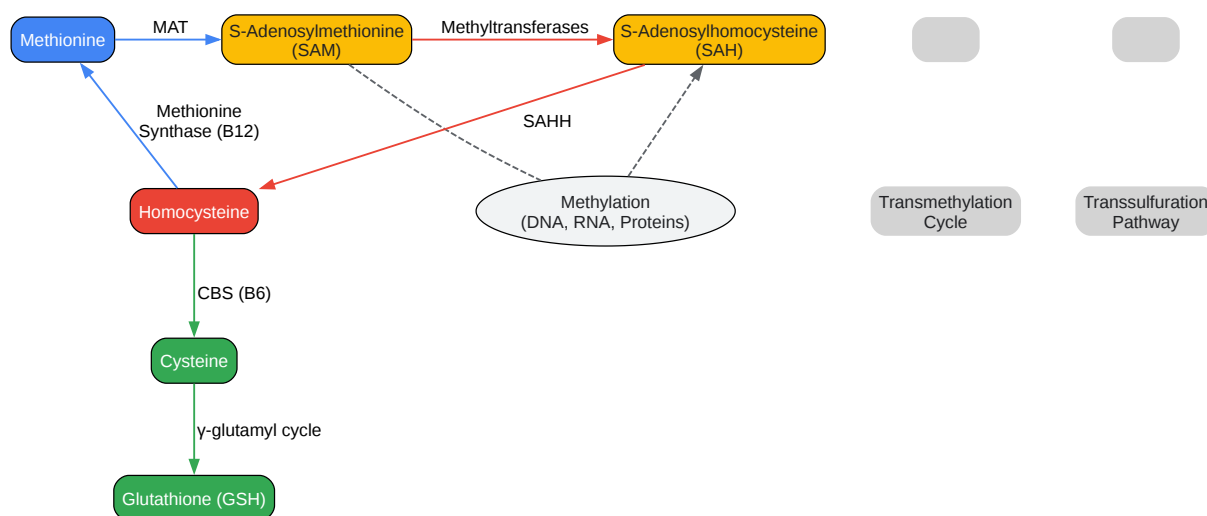 MAT
Methionine
S-Adenosylmethionine
(SAM)
Methyltransferases
S-Adenosylhomocysteine
(SAH)
Methionine
Synthase (B12)
SAHH
Homocysteine
Methylation
(DNA, RNA, Proteins)
Transmethylation
Cycle
Transsulfuration
Pathway
CBS (B6)
Cysteine
γ-glutamyl cycle
Glutathione (GSH)